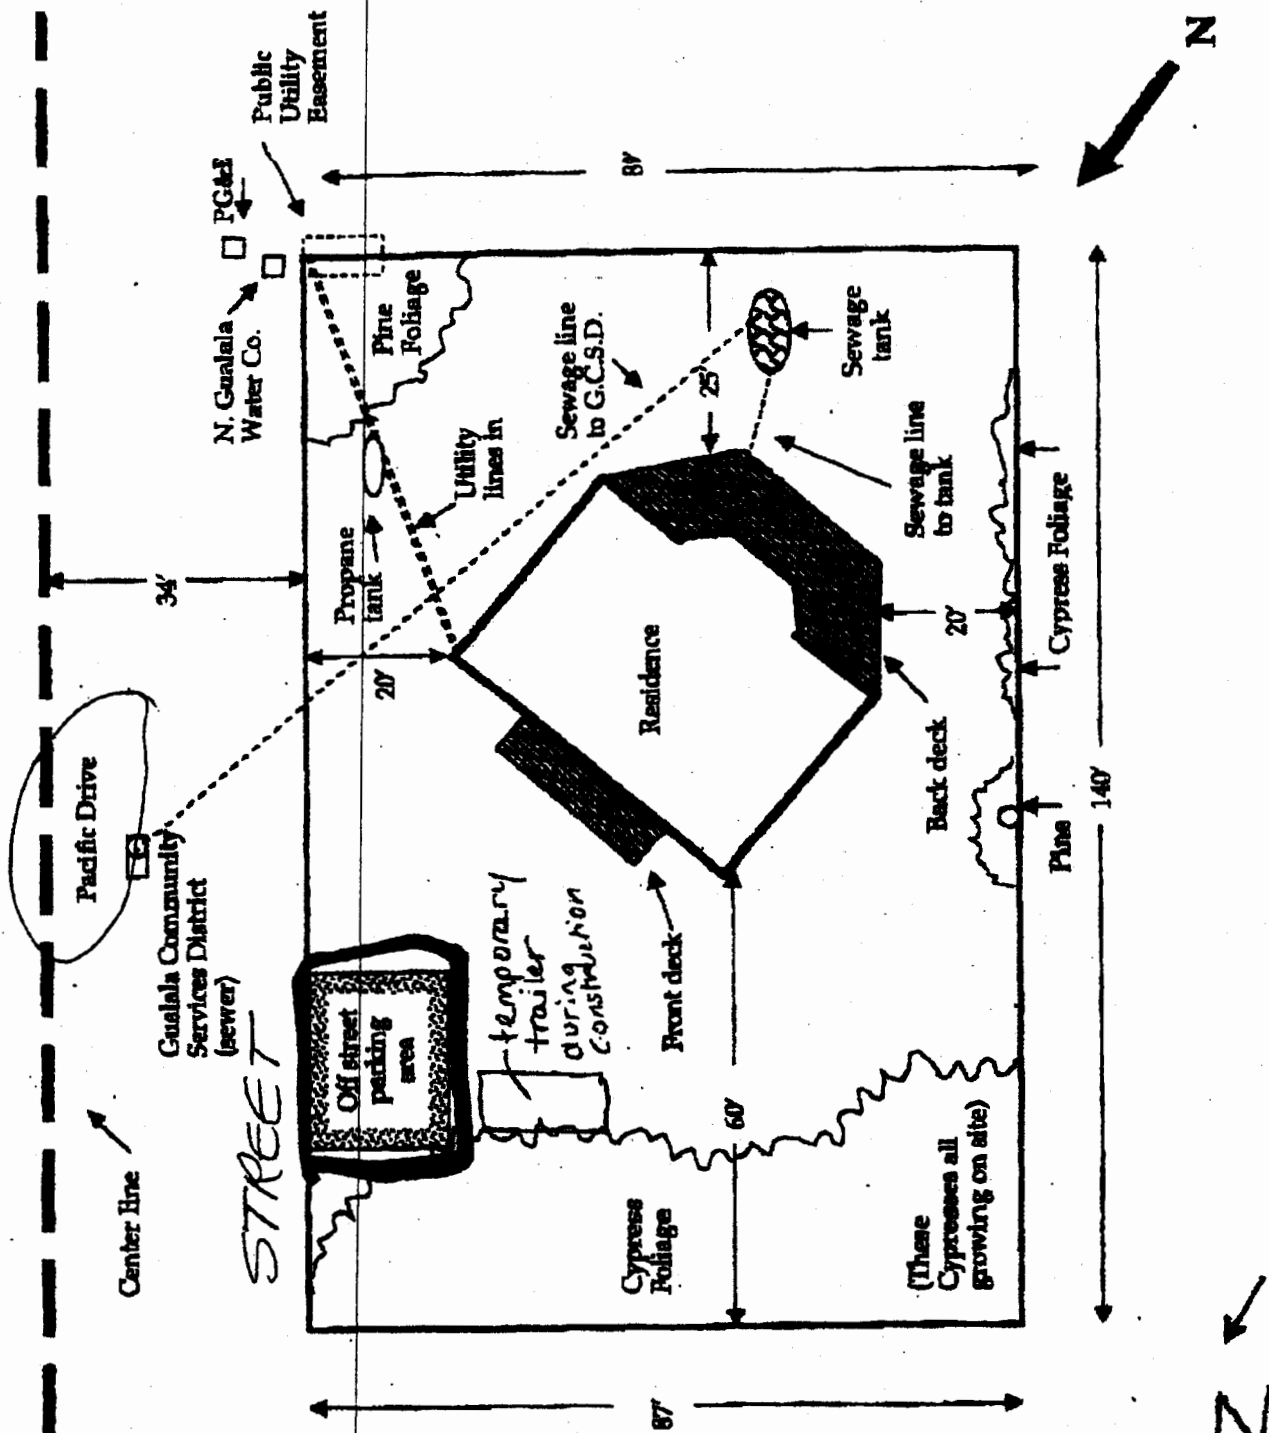 Center line
STREET
Gualala Community
Services District
(sewer)
Pacific Drive
34'
N. Gualala
Water Co.
PG&E
Public
Utility
Easement
87'
Off street
parking
area
temporary
trailer
during
construction
20'
Propane
tank
Pine
Foliage
Utility
lines in
Sewage line
to G.C.S.D.
Cypress
Foliage
60'
Front deck
Residence
25'
Sewage
tank
Sewage line
to tank
(These
Cypresses all
growing on site)
Back deck
20'
Pine
Cypress Foliage
140'
N